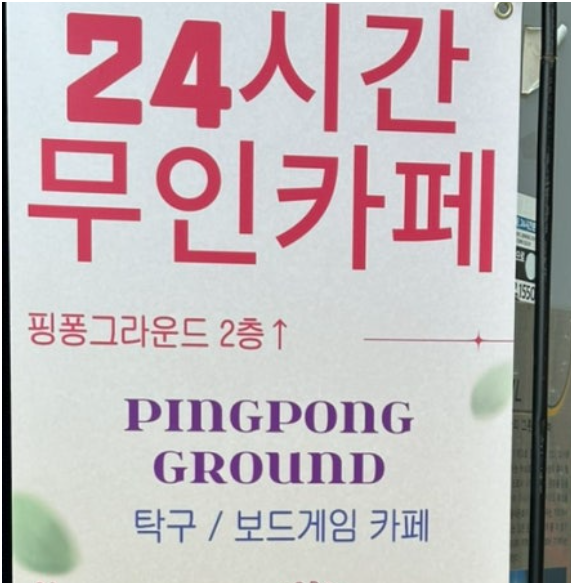 24시간
무인카페
핑퐁그라운드 2층↑
PINGPONG
GROUND
탁구 / 보드게임 카페
1550